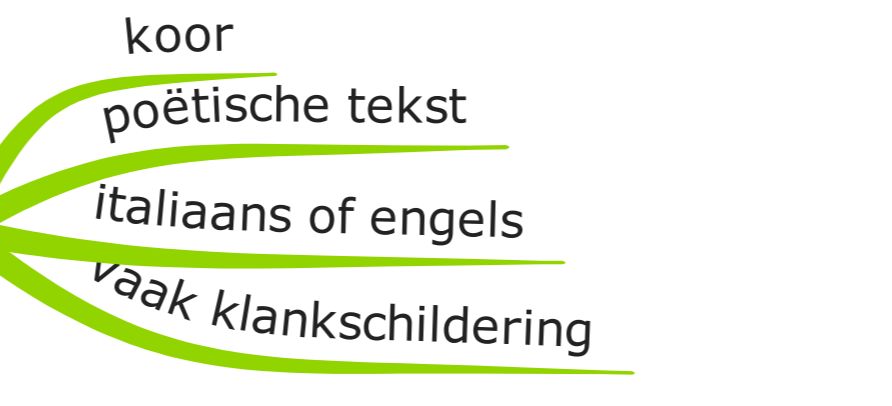 koor
poëtische tekst
italiaans of engels
vaak klankschildering